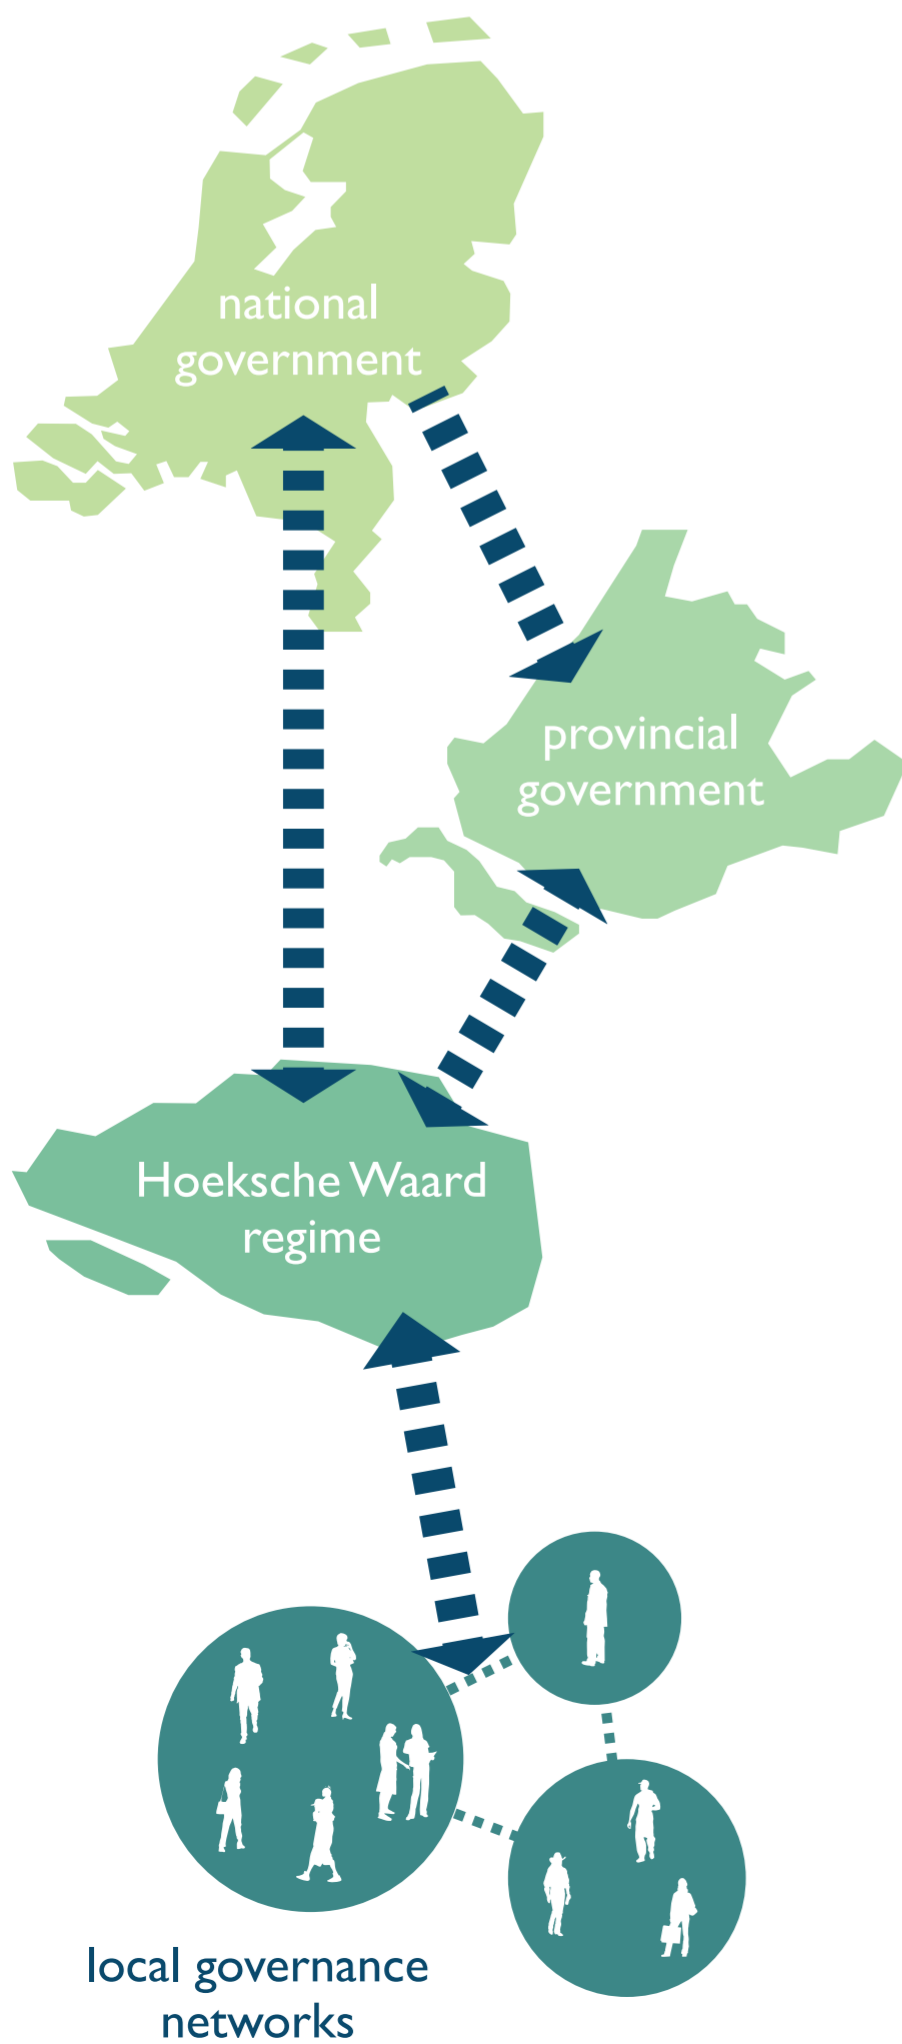 national
government
provincial
government
Hoeksche Waard
regime
local governance
networks